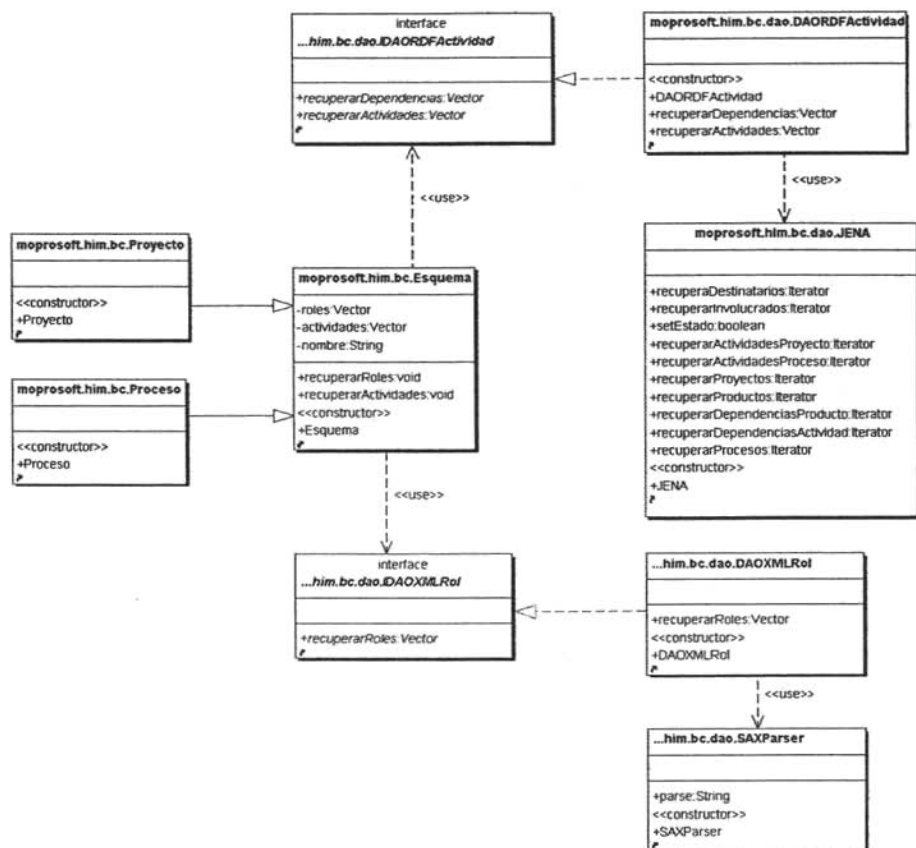 interface
...him.bc.dao.IDAORDFActividad
+recuperarDependencias:Vector
+recuperarActividades:Vector
moprosoft.him.bc.dao.DAORDFActividad
<<constructor>>
+DAORDFActividad
+recuperarDependencias:Vector
+recuperarActividades:Vector
<<use>>
<<use>>
moprosoft.him.bc.Proyecto
<<constructor>>
+Proyecto
moprosoft.him.bc.Proceso
<<constructor>>
+Proceso
moprosoft.him.bc.Esquema
-roles:Vector
-actividades:Vector
-nombre:String
+recuperarRoles:void
+recuperarActividades:void
<<constructor>>
+Esquema
moprosoft.him.bc.dao.JENA
+recuperaDestinatarios:Iterator
+recuperarInvolucrados:Iterator
+setEstado:boolean
+recuperarActividadesProyecto:Iterator
+recuperarActividadesProceso:Iterator
+recuperarProyectos:Iterator
+recuperarProductos:Iterator
+recuperarDependenciasProducto:Iterator
+recuperarDependenciasActividad:Iterator
+recuperarProcesos:Iterator
<<constructor>>
+JENA
<<use>>
interface
...him.bc.dao.IDAOXMLRol
+recuperarRoles:Vector
...him.bc.dao.DAOXMLRol
+recuperarRoles:Vector
<<constructor>>
+DAOXMLRol
<<use>>
...him.bc.dao.SAXParser
+parse:String
<<constructor>>
+SAXParser